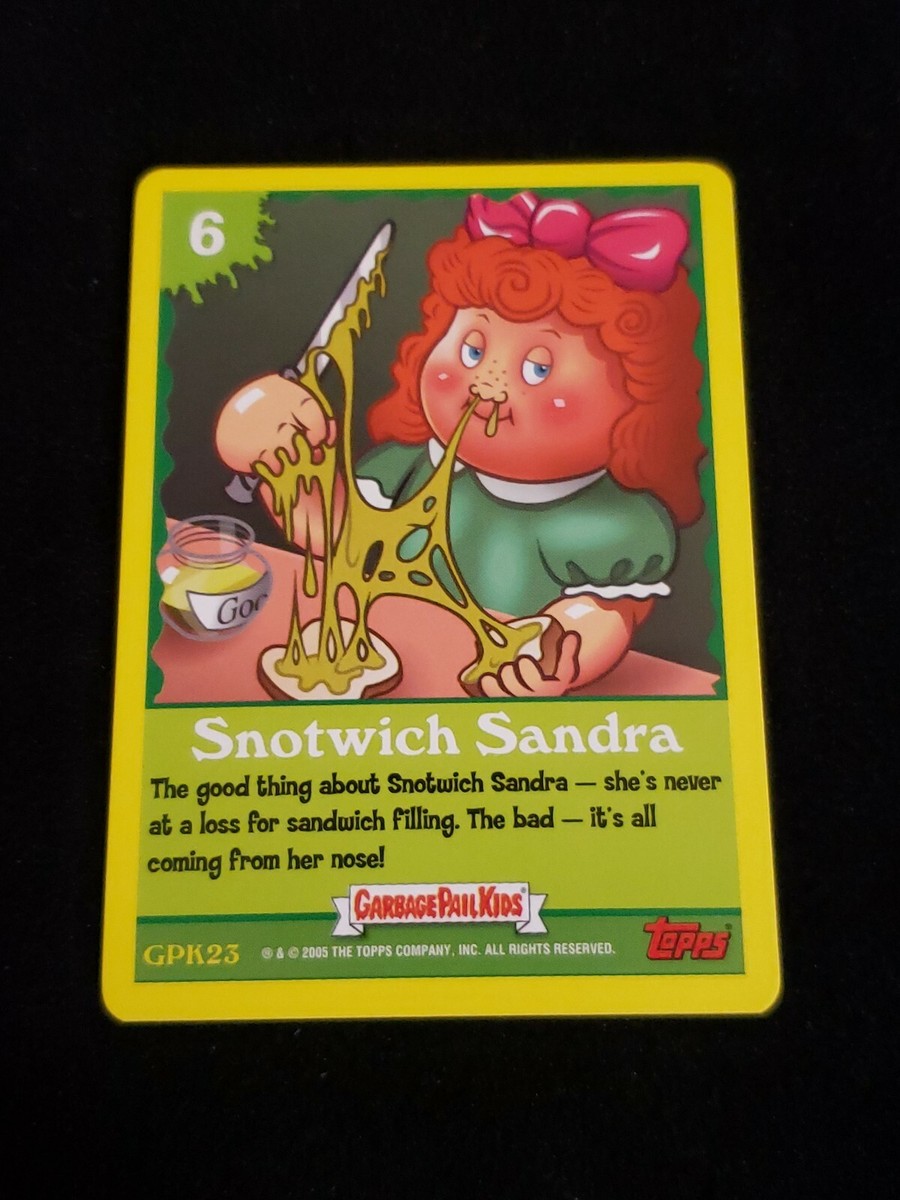 6
Goo
Snotwich Sandra
The good thing about Snotwich Sandra — she's never
at a loss for sandwich filling. The bad — it's all
coming from her nose!
GARBAGE PAIL KIDS
GPK23 ® & © 2005 THE TOPPS COMPANY, INC. ALL RIGHTS RESERVED. TOPPS